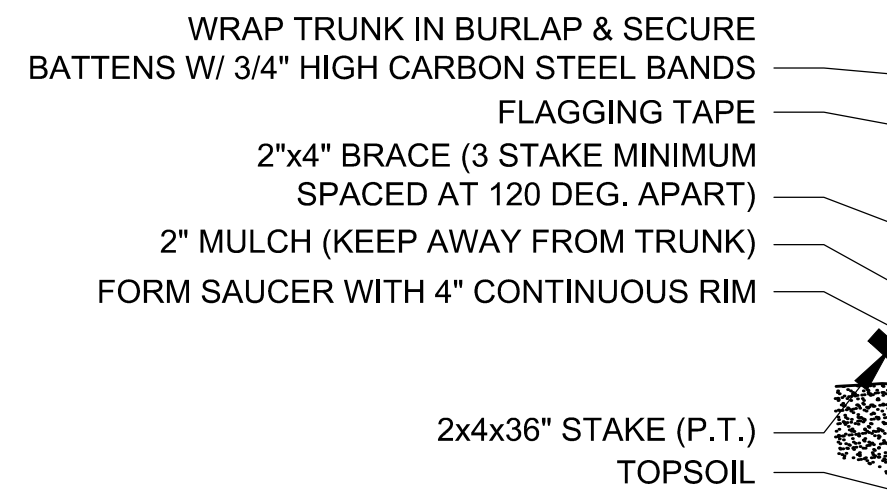 WRAP TRUNK IN BURLAP & SECURE
BATTENS W/ 3/4" HIGH CARBON STEEL BANDS
FLAGGING TAPE
2"x4" BRACE (3 STAKE MINIMUM
SPACED AT 120 DEG. APART)
2" MULCH (KEEP AWAY FROM TRUNK)
FORM SAUCER WITH 4" CONTINUOUS RIM
2x4x36" STAKE (P.T.)
TOPSOIL